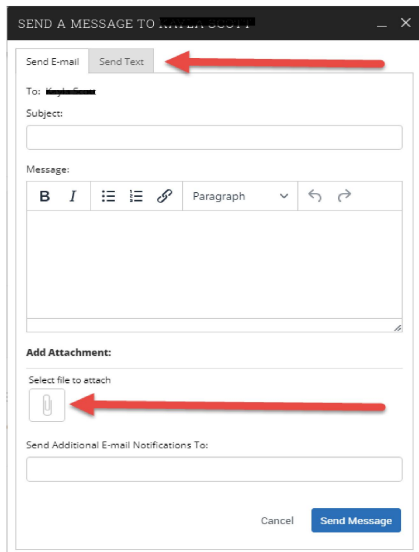 SEND A MESSAGE TO
Send E-mail Send Text
To:
Subject:
Message:
B I Paragraph
Add Attachment:
Select file to attach
Send Additional E-mail Notifications To:
Cancel Send Message